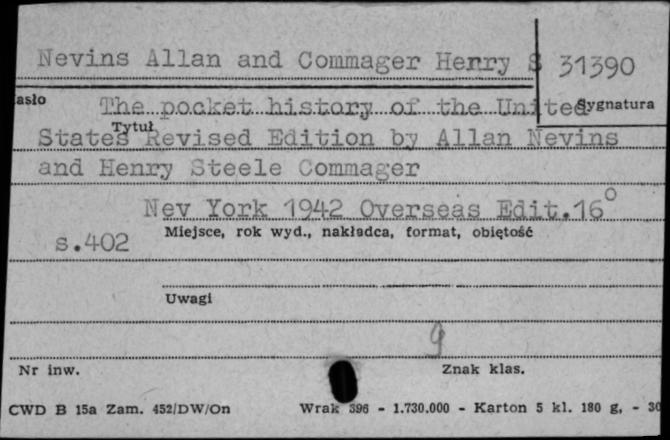 Nevins Allan and Commager Henry S 31390
asło The pocket history of the United Sygnatura
Tytuł
States Revised Edition by Allan Nevins
and Henry Steele Commager
Nev York 1942 Overseas Edit.16°
Miejsce, rok wyd., nakładca, format, objętość
s.402
Uwagi
9
Nr inw. Znak klas.
CWD B 15a Zam. 452/DW/On Wrak 396 - 1.730.000 - Karton 5 kl. 180 g, - 30